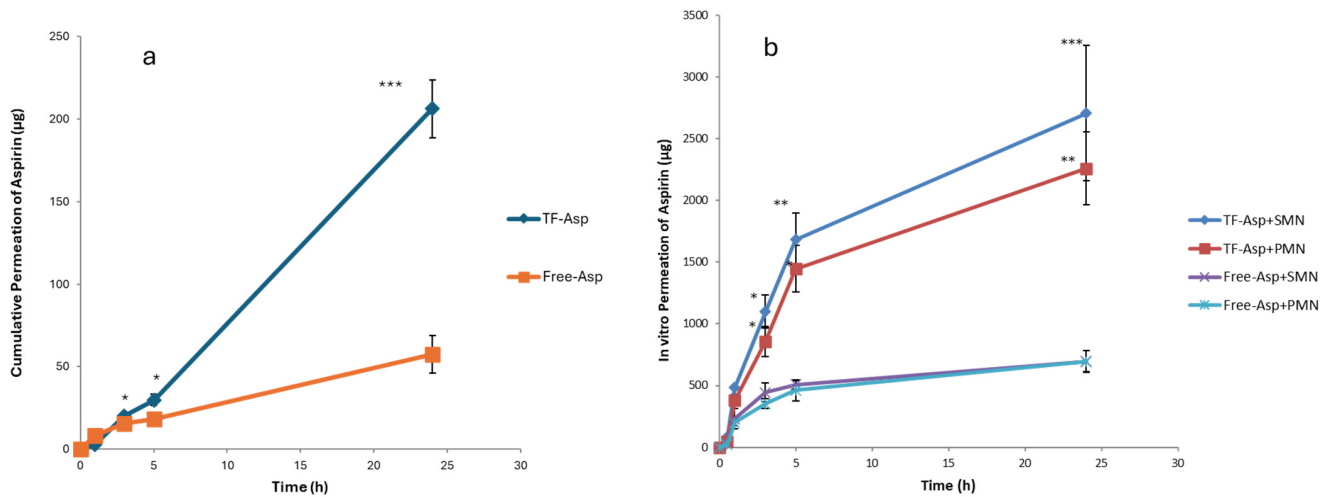 a
250
200
150
100
50
0
0 5 10 15 20 25 30
Cumulative Permeation of Aspirin (µg)
Time (h)
***
*
*
TF-Asp
Free-Asp
b
3500
3000
2500
2000
1500
1000
500
0
0 5 10 15 20 25 30
In vitro Permeation of Aspirin (µg)
Time (h)
***
**
**
*
*
*
TF-Asp+SMN
TF-Asp+PMN
Free-Asp+SMN
Free-Asp+PMN